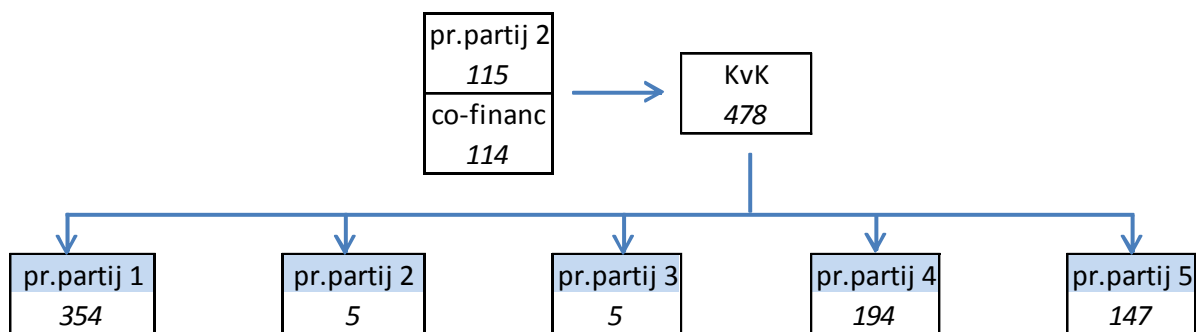 pr.partij 2
115
co-financ
114
KvK
478
pr.partij 1
354
pr.partij 2
5
pr.partij 3
5
pr.partij 4
194
pr.partij 5
147